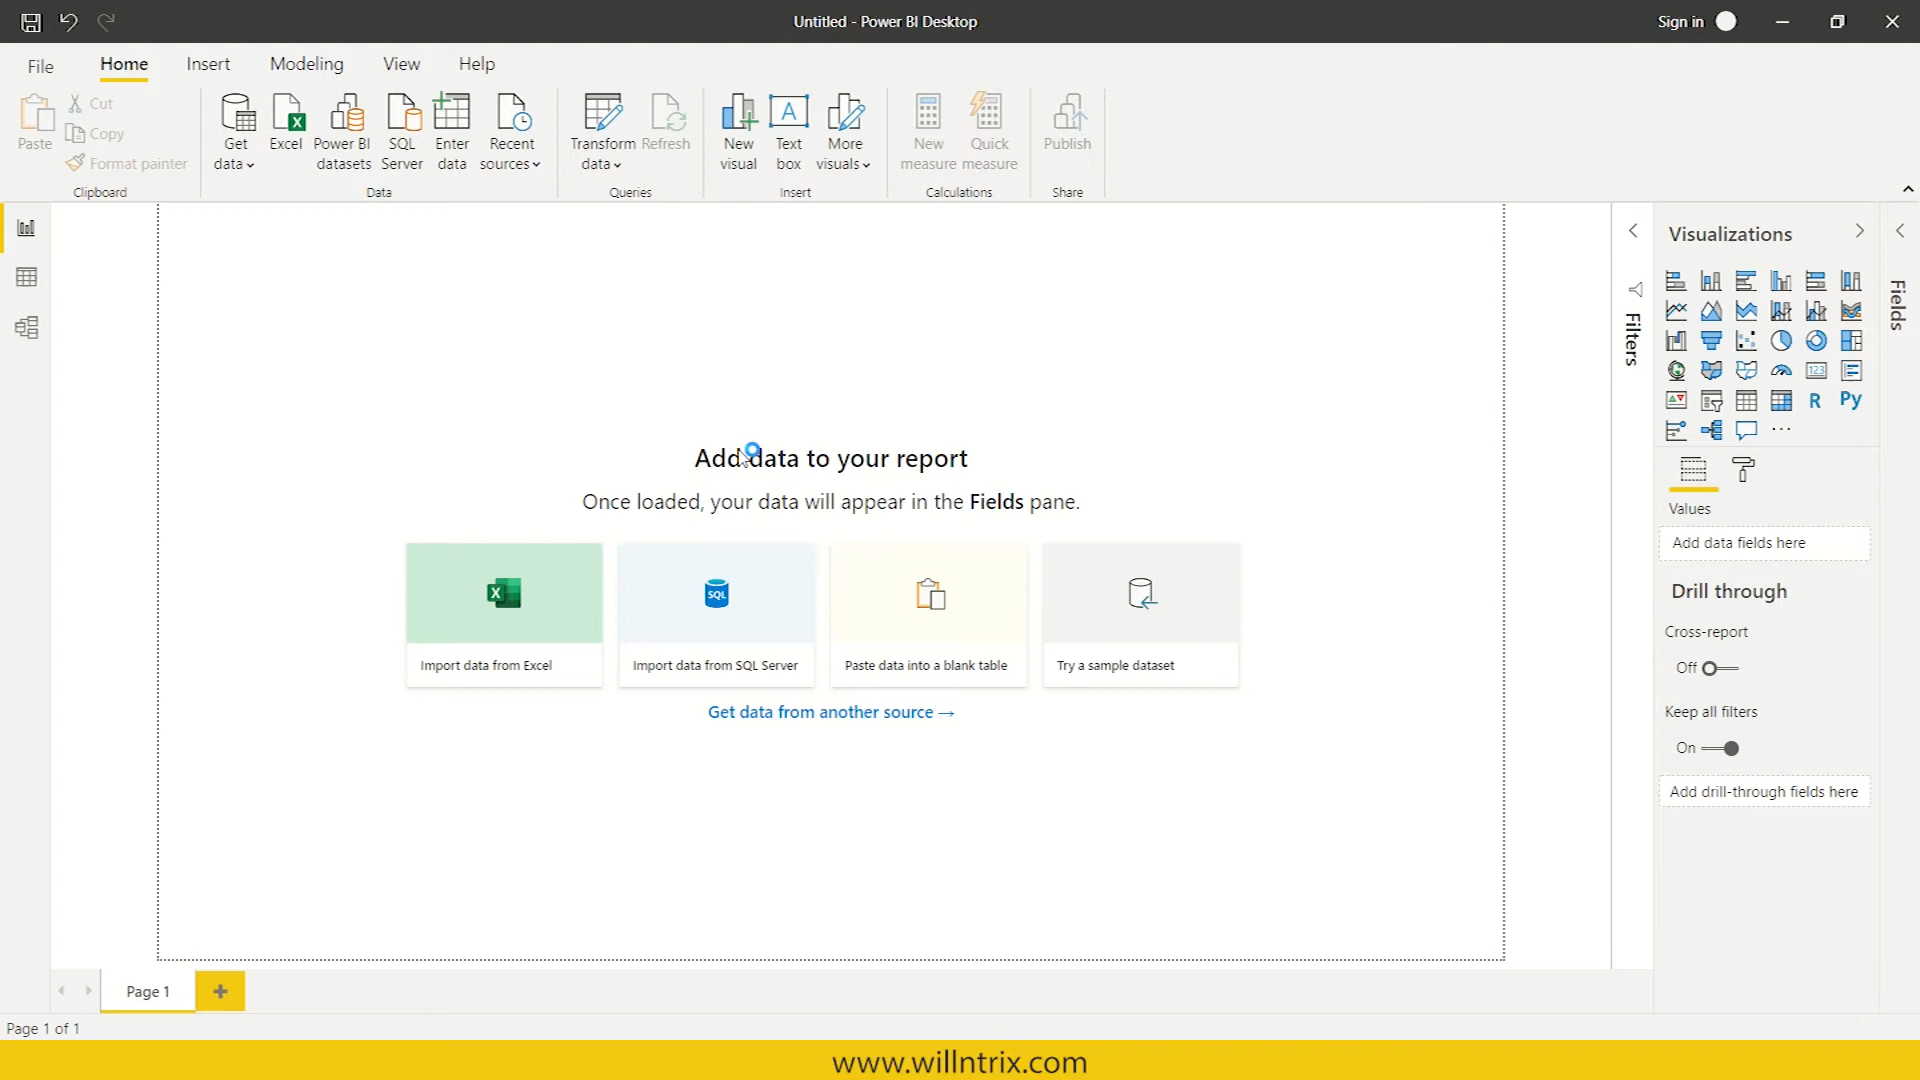 Untitled - Power BI Desktop
Sign in
File
Home
Insert
Modeling
View
Help
Paste
Cut
Copy
Format painter
Clipboard
Get data
Excel
Power BI datasets
SQL Server
Enter data
Recent sources
Data
Transform data
Refresh
Queries
New visual
Text box
More visuals
Insert
New measure
Quick measure
Calculations
Publish
Share
Add data to your report
Once loaded, your data will appear in the Fields pane.
Import data from Excel
SQL
Import data from SQL Server
Paste data into a blank table
Try a sample dataset
Get data from another source →
Filters
Visualizations
123
R
Py
Values
Add data fields here
Drill through
Cross-report
Off
Keep all filters
On
Add drill-through fields here
Fields
Page 1
Page 1 of 1
www.willntrix.com